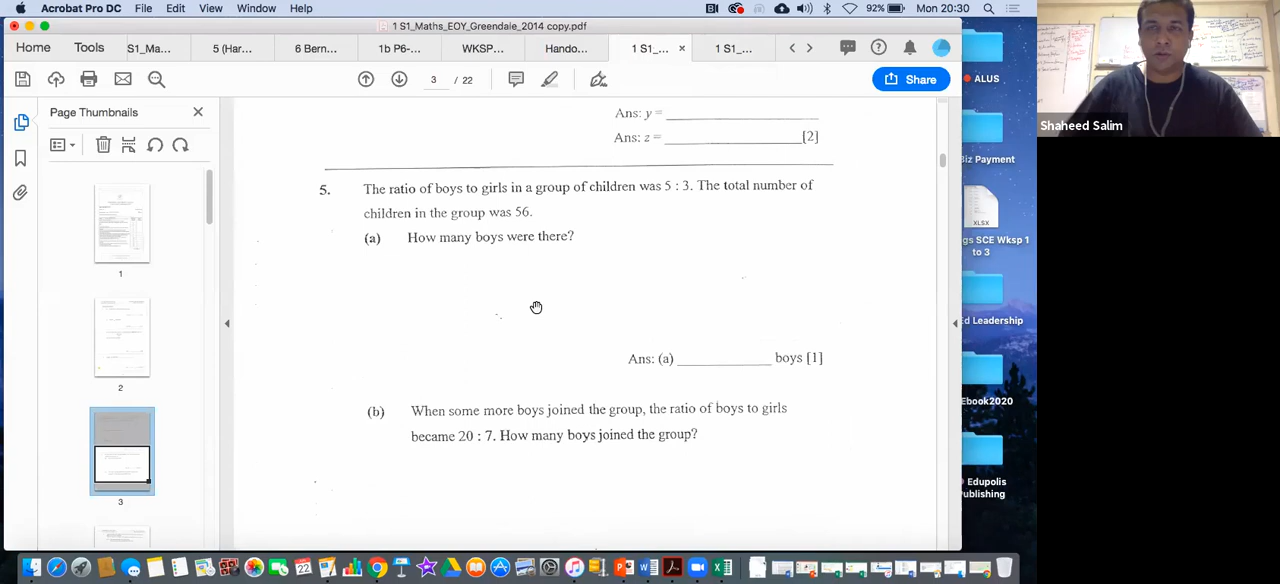 Acrobat Pro DC File Edit View Window Help
92% Mon 20:30
1 S1_Maths_EOY_Greendale_2014 copy.pdf
Home Tools S1_Ma... 5 (Har... 6 Bern... 1b P6-... WKSP... Hando... 1 S1_... × 1 S1_...
3 / 22 Share
Page Thumbnails
1
2
3
Ans: y =
Ans: z = [2]
5. The ratio of boys to girls in a group of children was 5 : 3. The total number of
children in the group was 56.
(a) How many boys were there?
Ans: (a) boys [1]
(b) When some more boys joined the group, the ratio of boys to girls
became 20 : 7. How many boys joined the group?
ALUS
Biz Payment
XLSX
gs SCE Wksp 1
to 3
Ed Leadership
Ebook2020
Edupolis
Publishing
Shaheed Salim